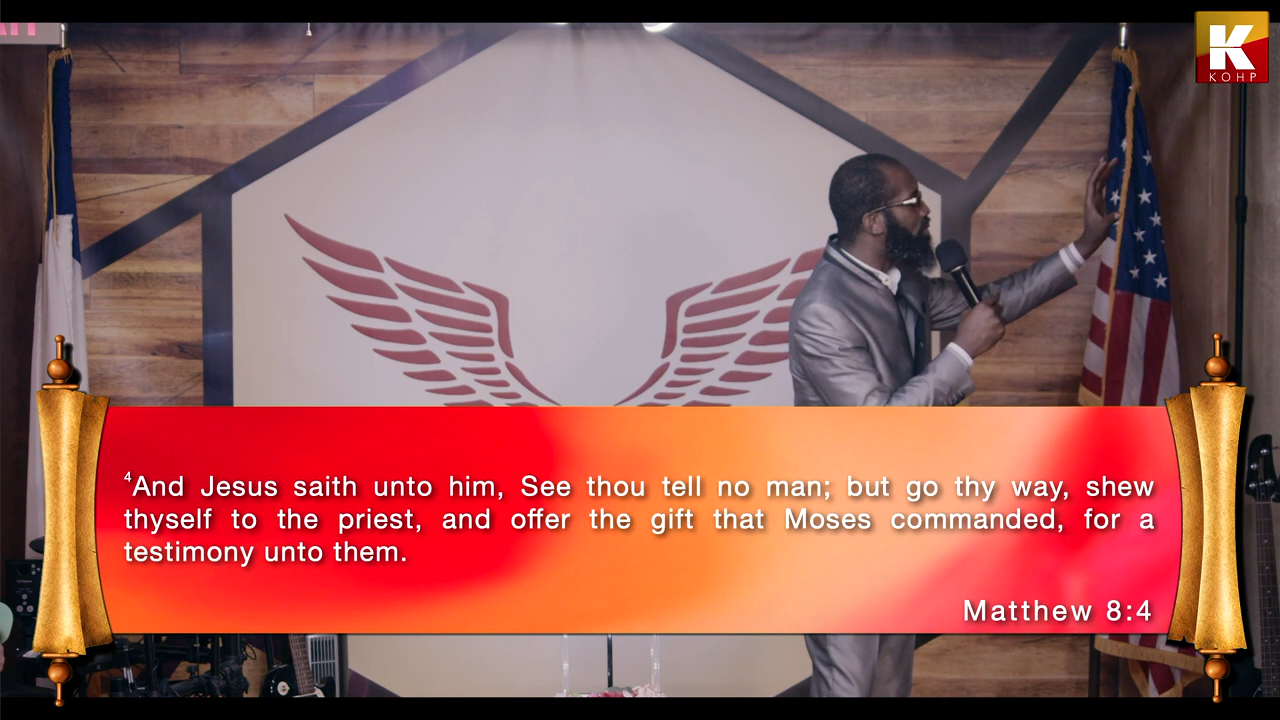 K
KOHP
⁴And Jesus saith unto him, See thou tell no man; but go thy way, shew
thyself to the priest, and offer the gift that Moses commanded, for a
testimony unto them.
Matthew 8:4